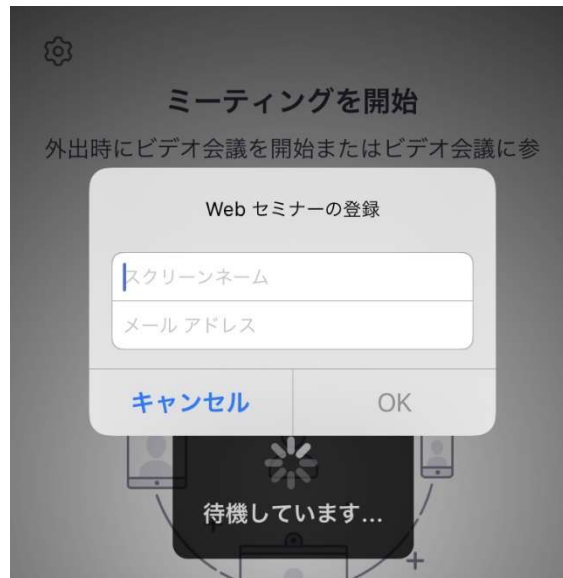 ミーティングを開始
外出時にビデオ会議を開始またはビデオ会議に参
Web セミナーの登録
スクリーンネーム
メール アドレス
キャンセル
OK
待機しています...